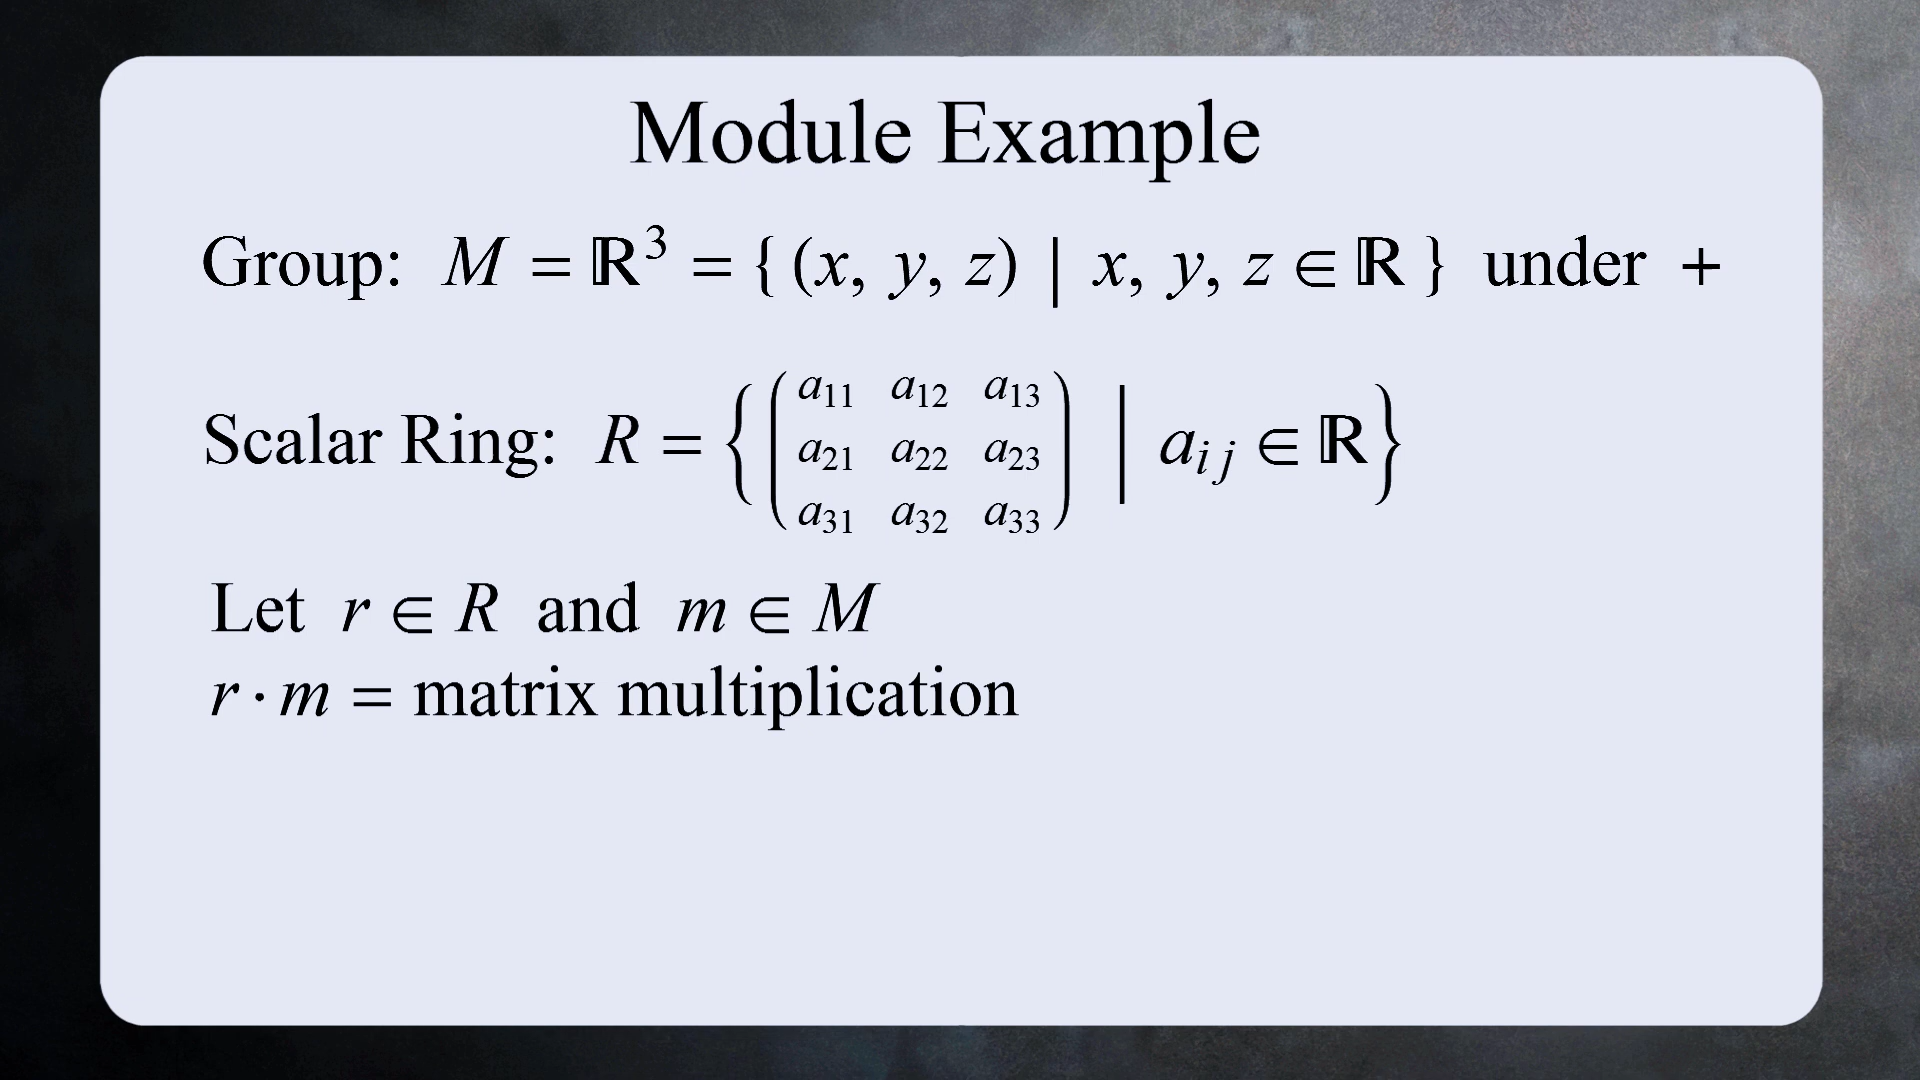 Module Example
Group: M = ℝ³ = { (x, y, z) | x, y, z ∈ ℝ } under +
Scalar Ring: R = { ( a₁₁ a₁₂ a₁₃
a₂₁ a₂₂ a₂₃
a₃₁ a₃₂ a₃₃ ) | aᵢⱼ ∈ ℝ }
Let r ∈ R and m ∈ M
r · m = matrix multiplication